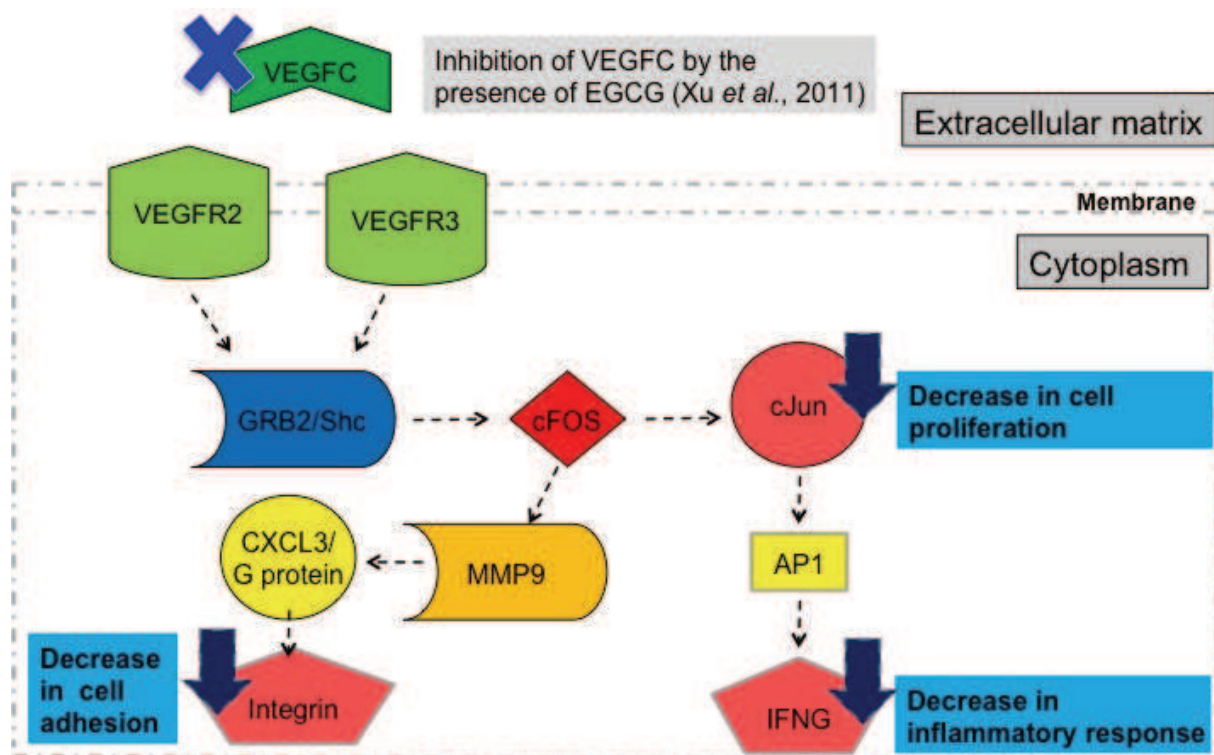 VEGFC
Inhibition of VEGFC by the
presence of EGCG (Xu et al., 2011)
Extracellular matrix
VEGFR2
VEGFR3
Membrane
Cytoplasm
GRB2/Shc
cFOS
cJun
Decrease in cell
proliferation
CXCL3/
G protein
MMP9
AP1
Decrease
in cell
adhesion
Integrin
IFNG
Decrease in
inflammatory response